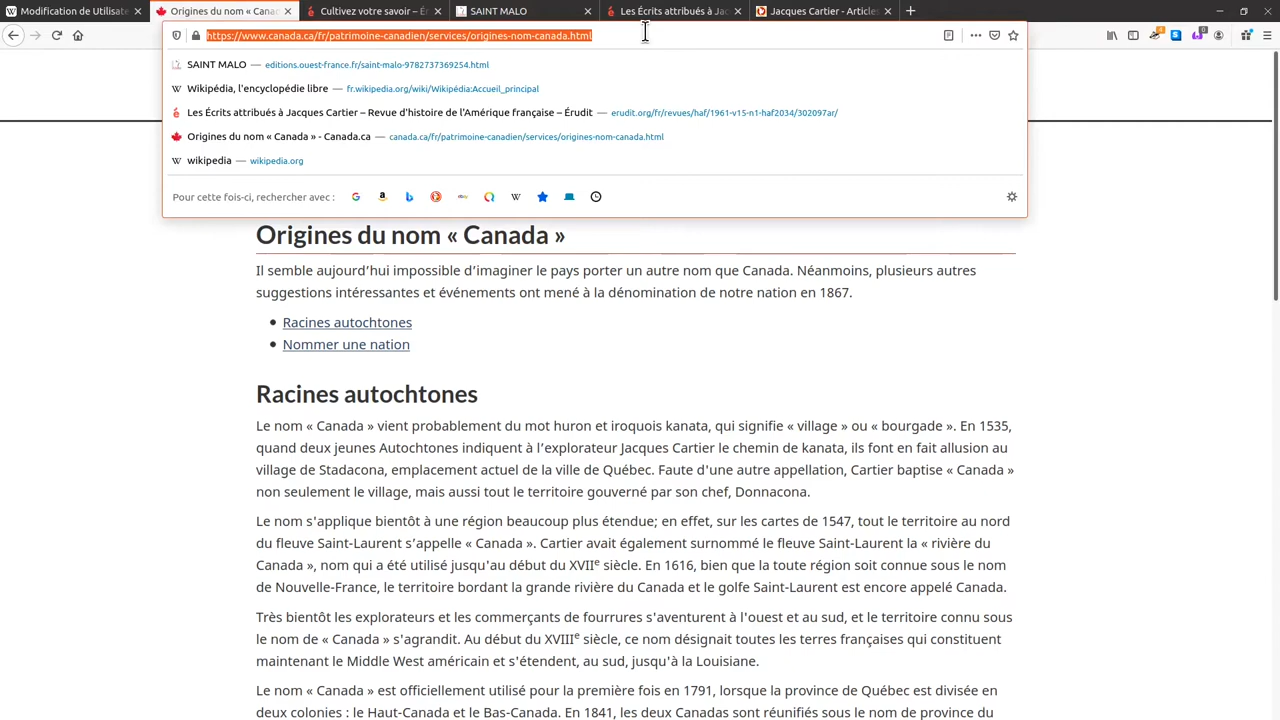 Modification de Utilisate
Origines du nom « Canad
Cultivez votre savoir – Ér
SAINT MALO
Les Écrits attribués à Jac
Jacques Cartier - Articles
https://www.canada.ca/fr/patrimoine-canadien/services/origines-nom-canada.html
SAINT MALO — editions.ouest-france.fr/saint-malo-9782737369254.html
Wikipédia, l'encyclopédie libre — fr.wikipedia.org/wiki/Wikipédia:Accueil_principal
Les Écrits attribués à Jacques Cartier – Revue d'histoire de l'Amérique française – Érudit — erudit.org/fr/revues/haf/1961-v15-n1-haf2034/302097ar/
Origines du nom « Canada » - Canada.ca — canada.ca/fr/patrimoine-canadien/services/origines-nom-canada.html
wikipedia — wikipedia.org
Pour cette fois-ci, rechercher avec :
Origines du nom « Canada »
Il semble aujourd'hui impossible d'imaginer le pays porter un autre nom que Canada. Néanmoins, plusieurs autres
suggestions intéressantes et événements ont mené à la dénomination de notre nation en 1867.
Racines autochtones
Nommer une nation
Racines autochtones
Le nom « Canada » vient probablement du mot huron et iroquois kanata, qui signifie « village » ou « bourgade ». En 1535,
quand deux jeunes Autochtones indiquent à l'explorateur Jacques Cartier le chemin de kanata, ils font en fait allusion au
village de Stadacona, emplacement actuel de la ville de Québec. Faute d'une autre appellation, Cartier baptise « Canada »
non seulement le village, mais aussi tout le territoire gouverné par son chef, Donnacona.
Le nom s'applique bientôt à une région beaucoup plus étendue; en effet, sur les cartes de 1547, tout le territoire au nord
du fleuve Saint-Laurent s'appelle « Canada ». Cartier avait également surnommé le fleuve Saint-Laurent la « rivière du
Canada », nom qui a été utilisé jusqu'au début du XVIIe siècle. En 1616, bien que la toute région soit connue sous le nom
de Nouvelle-France, le territoire bordant la grande rivière du Canada et le golfe Saint-Laurent est encore appelé Canada.
Très bientôt les explorateurs et les commerçants de fourrures s'aventurent à l'ouest et au sud, et le territoire connu sous
le nom de « Canada » s'agrandit. Au début du XVIIIe siècle, ce nom désignait toutes les terres françaises qui constituent
maintenant le Middle West américain et s'étendent, au sud, jusqu'à la Louisiane.
Le nom « Canada » est officiellement utilisé pour la première fois en 1791, lorsque la province de Québec est divisée en
deux colonies : le Haut-Canada et le Bas-Canada. En 1841, les deux Canadas sont réunifiés sous le nom de province du